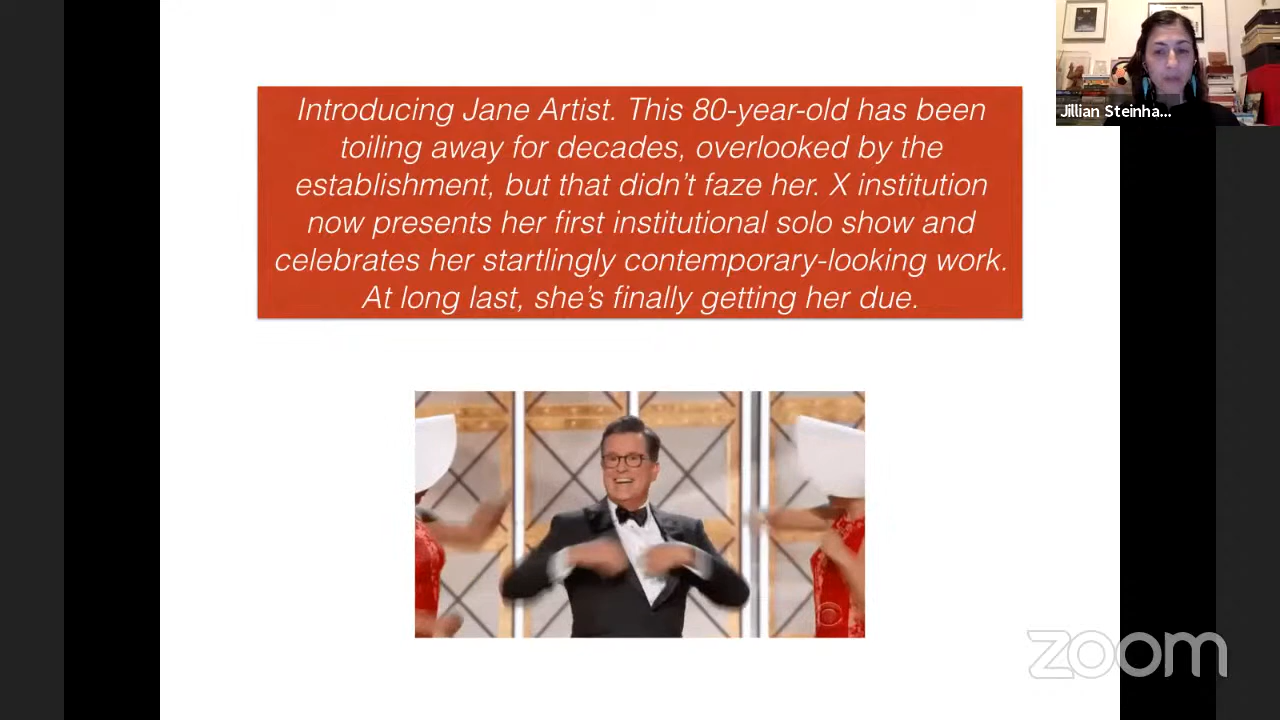 Introducing Jane Artist. This 80-year-old has been
toiling away for decades, overlooked by the
establishment, but that didn't faze her. X institution
now presents her first institutional solo show and
celebrates her startlingly contemporary-looking work.
At long last, she's finally getting her due.
Jillian Steinha...
zoom